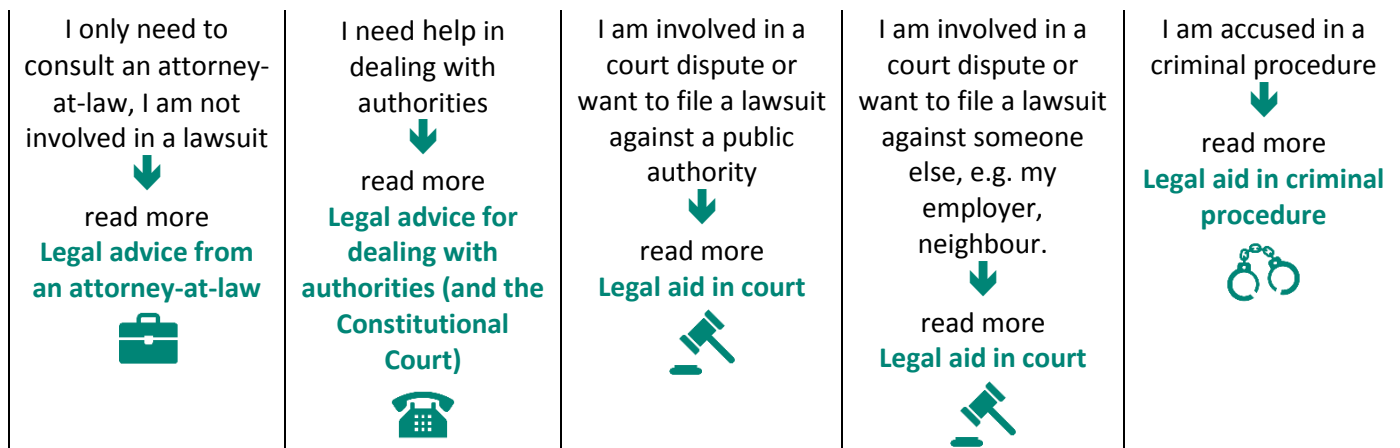 I only need to
consult an attorney-
at-law, I am not
involved in a lawsuit
read more
Legal advice from
an attorney-at-law
I need help in
dealing with
authorities
read more
Legal advice for
dealing with
authorities (and the
Constitutional
Court)
I am involved in a
court dispute or
want to file a lawsuit
against a public
authority
read more
Legal aid in court
I am involved in a
court dispute or
want to file a lawsuit
against someone
else, e.g. my
employer,
neighbour.
read more
Legal aid in court
I am accused in a
criminal procedure
read more
Legal aid in criminal
procedure